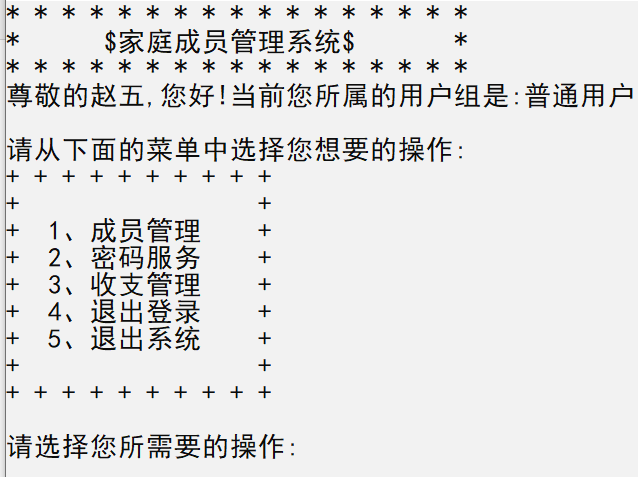 * * * * * * * * * * * * * * * * *
*      $家庭成员管理系统$       *
* * * * * * * * * * * * * * * * *
尊敬的赵五,您好!当前您所属的用户组是:普通用户
请从下面的菜单中选择您想要的操作:
+ + + + + + + + + +
+                 +
+  1、成员管理    +
+  2、密码服务    +
+  3、收支管理    +
+  4、退出登录    +
+  5、退出系统    +
+                 +
+ + + + + + + + + +
请选择您所需要的操作: